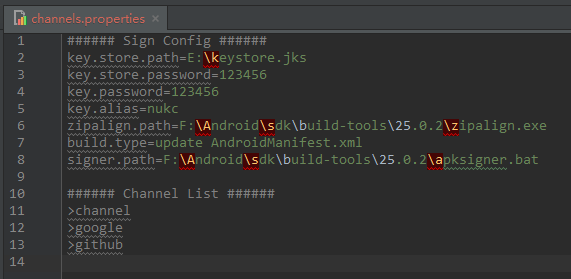 channels.properties
1 ###### Sign Config ######
2 key.store.path=E:\keystore.jks
3 key.store.password=123456
4 key.password=123456
5 key.alias=nukc
6 zipalign.path=F:\Android\sdk\build-tools\25.0.2\zipalign.exe
7 build.type=update AndroidManifest.xml
8 signer.path=F:\Android\sdk\build-tools\25.0.2\apksigner.bat
9
10 ###### Channel List ######
11 >channel
12 >google
13 >github
14